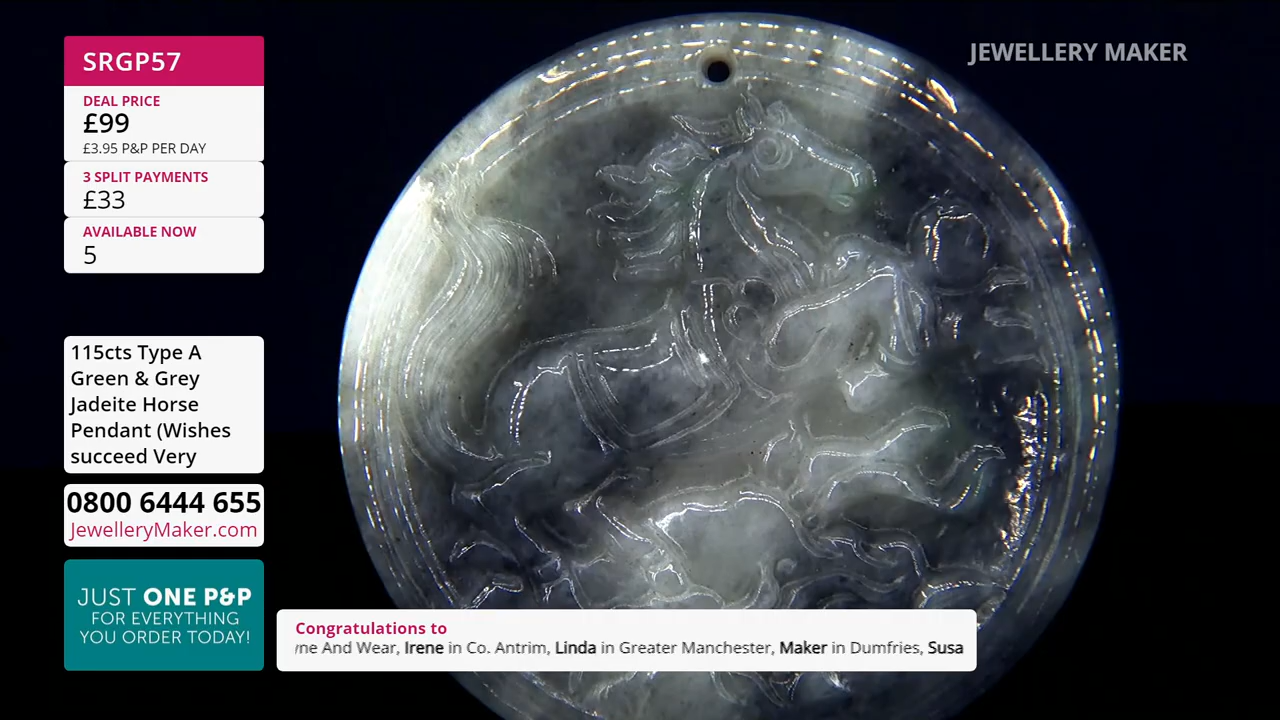 SRGP57
DEAL PRICE
£99
£3.95 P&P PER DAY
3 SPLIT PAYMENTS
£33
AVAILABLE NOW
5
115cts Type A
Green & Grey
Jadeite Horse
Pendant (Wishes
succeed Very
0800 6444 655
JewelleryMaker.com
JUST ONE P&P
FOR EVERYTHING
YOU ORDER TODAY!
JEWELLERY MAKER
Congratulations to
yne And Wear, Irene in Co. Antrim, Linda in Greater Manchester, Maker in Dumfries, Susa